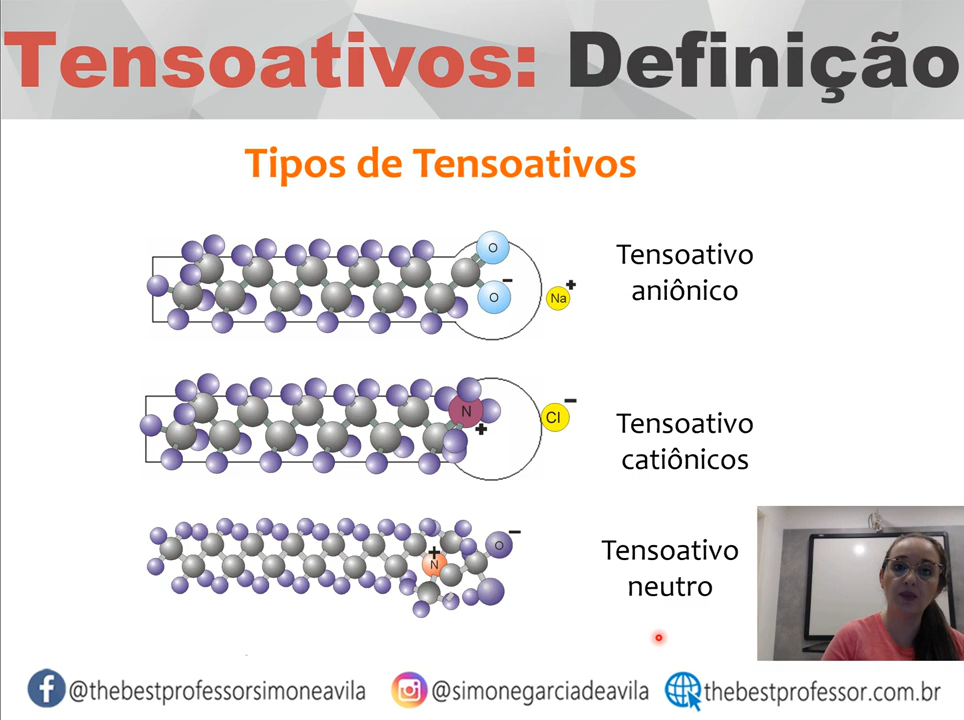 Tensoativos: Definição
Tipos de Tensoativos
O
O
-
Na
+
Tensoativo
aniônico
N
+
Cl
-
Tensoativo
catiônicos
+
N
O
-
Tensoativo
neutro
@thebestprofessorsimoneavila @simonegarciadeavila thebestprofessor.com.br